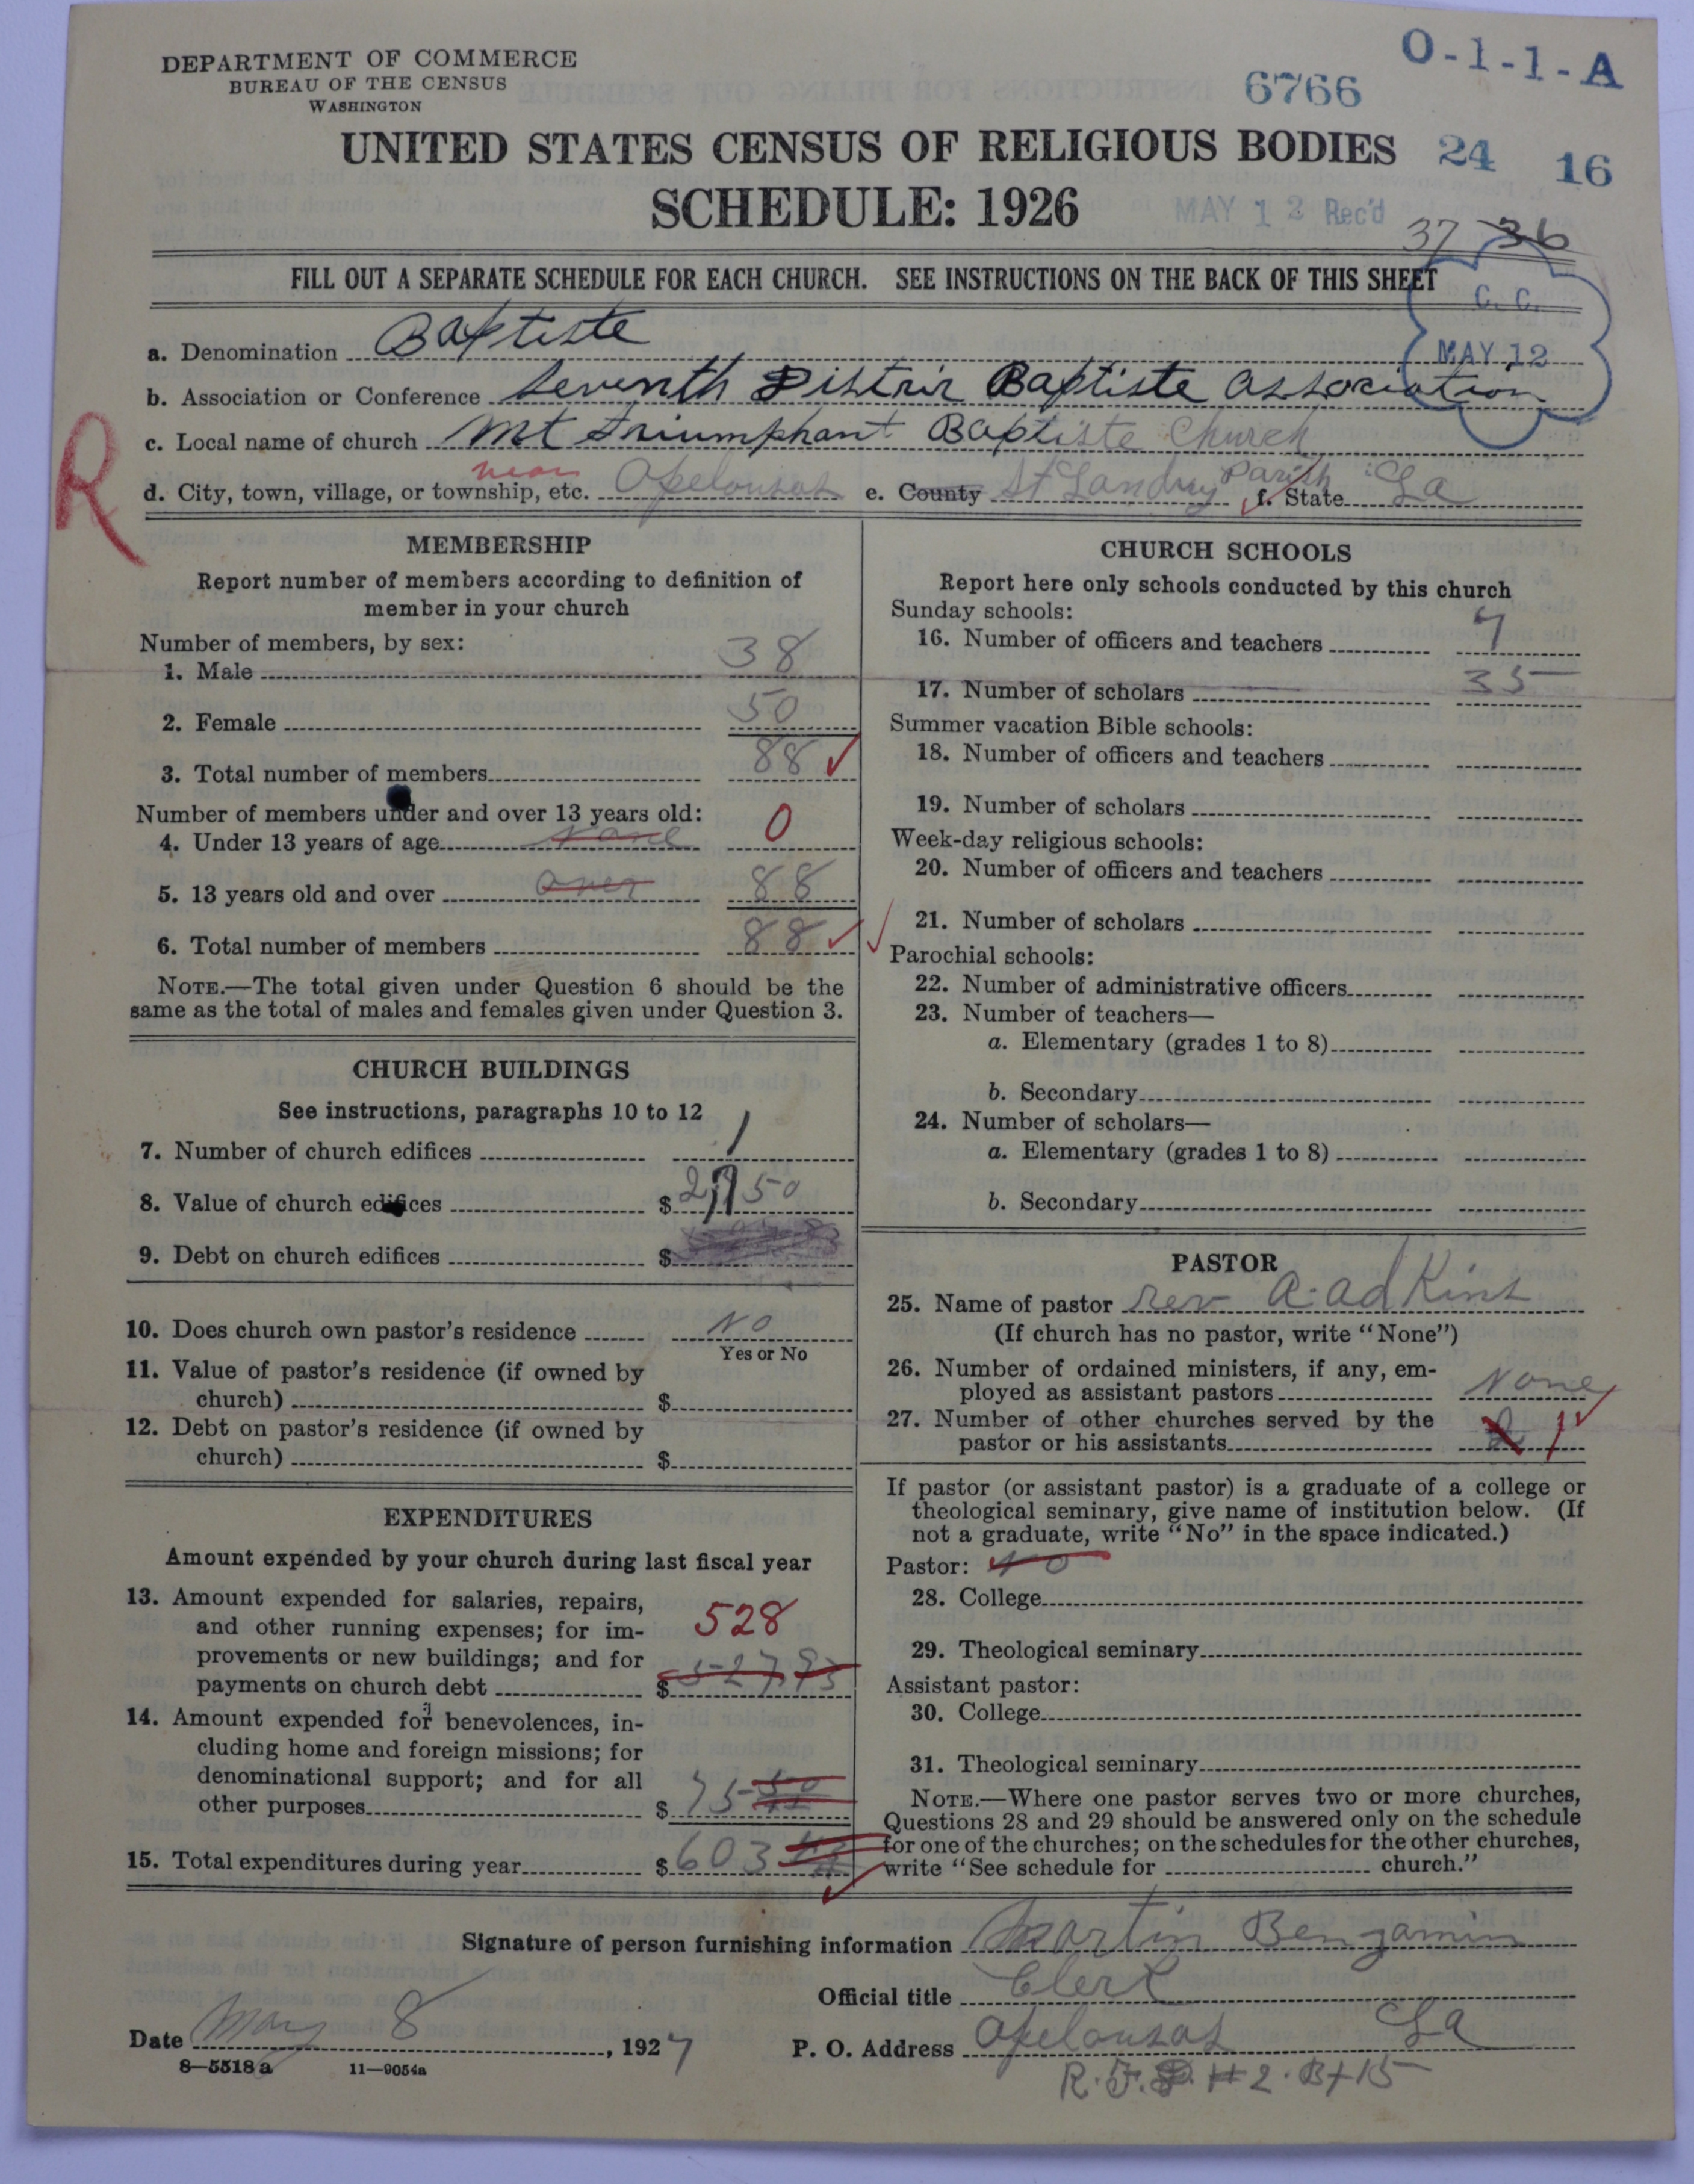 DEPARTMENT OF COMMERCE
BUREAU OF THE CENSUS
WASHINGTON
O-1-1-A
6766
UNITED STATES CENSUS OF RELIGIOUS BODIES
24 16
SCHEDULE: 1926
MAY 12 Rec'd
37 36
FILL OUT A SEPARATE SCHEDULE FOR EACH CHURCH. SEE INSTRUCTIONS ON THE BACK OF THIS SHEET
C. C.
MAY 12
a. Denomination Baptiste
b. Association or Conference Seventh Distric Baptiste Association
c. Local name of church Mt Triumphant Baptiste Church
R
d. City, town, village, or township, etc. near Opelousas e. County St Landry Parish f. State La
MEMBERSHIP
Report number of members according to definition of
member in your church
Number of members, by sex:
1. Male 38
2. Female 50
3. Total number of members 88
Number of members under and over 13 years old:
4. Under 13 years of age none 0
5. 13 years old and over over 88
6. Total number of members 88
NOTE.—The total given under Question 6 should be the
same as the total of males and females given under Question 3.
CHURCH BUILDINGS
See instructions, paragraphs 10 to 12
7. Number of church edifices 1
8. Value of church edifices $ 2750
9. Debt on church edifices $
10. Does church own pastor's residence No
Yes or No
11. Value of pastor's residence (if owned by
church) $
12. Debt on pastor's residence (if owned by
church) $
EXPENDITURES
Amount expended by your church during last fiscal year
13. Amount expended for salaries, repairs,
and other running expenses; for im-
provements or new buildings; and for
payments on church debt $ 527.93
528
14. Amount expended for benevolences, in-
cluding home and foreign missions; for
denominational support; and for all
other purposes $ 75
15. Total expenditures during year $ 603
CHURCH SCHOOLS
Report here only schools conducted by this church
Sunday schools:
16. Number of officers and teachers 7
17. Number of scholars 35
Summer vacation Bible schools:
18. Number of officers and teachers
19. Number of scholars
Week-day religious schools:
20. Number of officers and teachers
21. Number of scholars
Parochial schools:
22. Number of administrative officers
23. Number of teachers—
a. Elementary (grades 1 to 8)
b. Secondary
24. Number of scholars—
a. Elementary (grades 1 to 8)
b. Secondary
PASTOR
25. Name of pastor rev A. adKins
(If church has no pastor, write "None")
26. Number of ordained ministers, if any, em-
ployed as assistant pastors None
27. Number of other churches served by the
pastor or his assistants 1
If pastor (or assistant pastor) is a graduate of a college or
theological seminary, give name of institution below. (If
not a graduate, write "No" in the space indicated.)
Pastor: No
28. College
29. Theological seminary
Assistant pastor:
30. College
31. Theological seminary
NOTE.—Where one pastor serves two or more churches,
Questions 28 and 29 should be answered only on the schedule
for one of the churches; on the schedules for the other churches,
write "See schedule for church."
Signature of person furnishing information Martin Benjamin
Official title Clerk
Date May 8, 1927 P. O. Address Opelousas La
R.F.D. #2. Bx 15
8—5518a 11—9054a